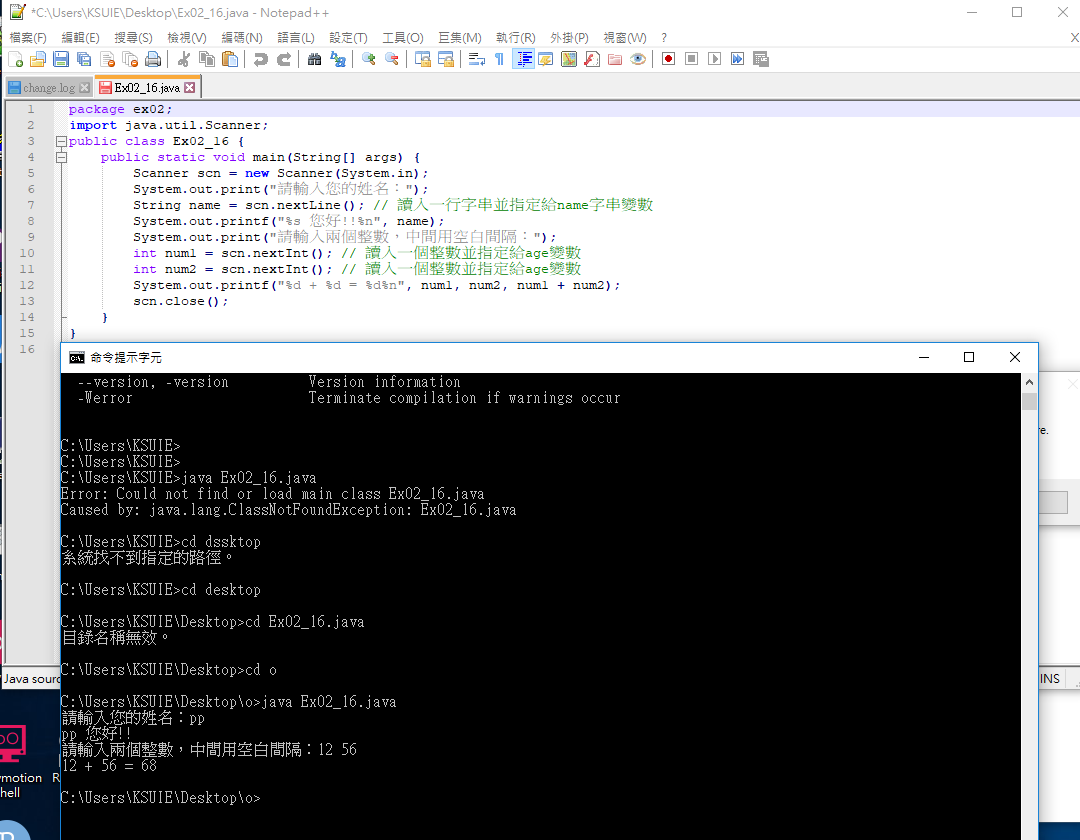 *C:\Users\KSUIE\Desktop\Ex02_16.java - Notepad++
檔案(F) 編輯(E) 搜尋(S) 檢視(V) 編碼(N) 語言(L) 設定(T) 工具(O) 巨集(M) 執行(R) 外掛(P) 視窗(W) ? X
change.log Ex02_16.java
1 package ex02;
2 import java.util.Scanner;
3 public class Ex02_16 {
4 public static void main(String[] args) {
5 Scanner scn = new Scanner(System.in);
6 System.out.print("請輸入您的姓名：");
7 String name = scn.nextLine(); // 讀入一行字串並指定給name字串變數
8 System.out.printf("%s 您好!!%n", name);
9 System.out.print("請輸入兩個整數，中間用空白間隔：");
10 int num1 = scn.nextInt(); // 讀入一個整數並指定給age變數
11 int num2 = scn.nextInt(); // 讀入一個整數並指定給age變數
12 System.out.printf("%d + %d = %d%n", num1, num2, num1 + num2);
13 scn.close();
14 }
15 }
16
命令提示字元
--version, -version Version information
-Werror Terminate compilation if warnings occur
C:\Users\KSUIE>
C:\Users\KSUIE>
C:\Users\KSUIE>java Ex02_16.java
Error: Could not find or load main class Ex02_16.java
Caused by: java.lang.ClassNotFoundException: Ex02_16.java
C:\Users\KSUIE>cd dssktop
系統找不到指定的路徑。
C:\Users\KSUIE>cd desktop
C:\Users\KSUIE\Desktop>cd Ex02_16.java
目錄名稱無效。
C:\Users\KSUIE\Desktop>cd o
C:\Users\KSUIE\Desktop\o>java Ex02_16.java
請輸入您的姓名：pp
pp 您好!!
請輸入兩個整數，中間用空白間隔：12 56
12 + 56 = 68
C:\Users\KSUIE\Desktop\o>
re.
Java sourc
INS
ymotion R
hell